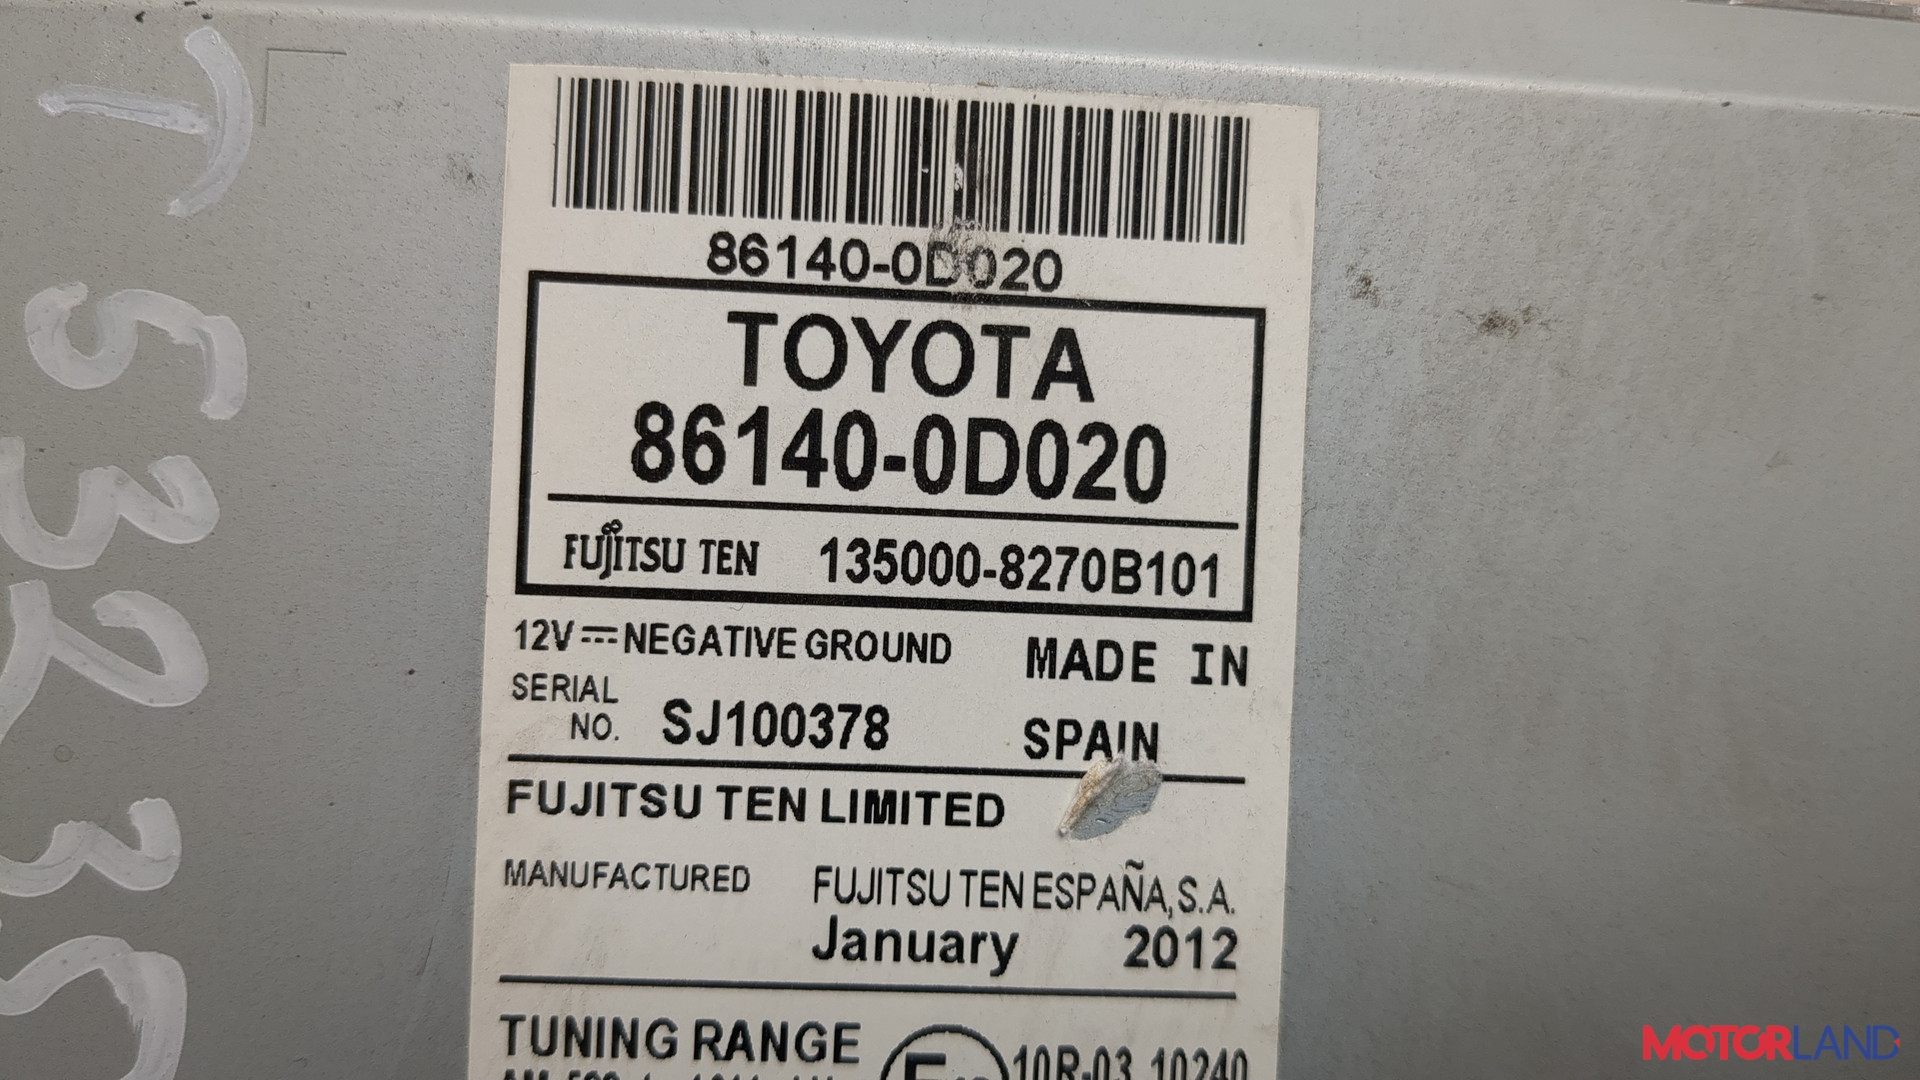 86140-0D020
TOYOTA
86140-0D020
FUJITSU TEN 135000-8270B101
12V⎓NEGATIVE GROUND
MADE IN
SERIAL
NO. SJ100378
SPAIN
FUJITSU TEN LIMITED
MANUFACTURED FUJITSU TEN ESPAÑA, S.A.
January 2012
TUNING RANGE
10R-03 10240
T53235
MOTORLAND